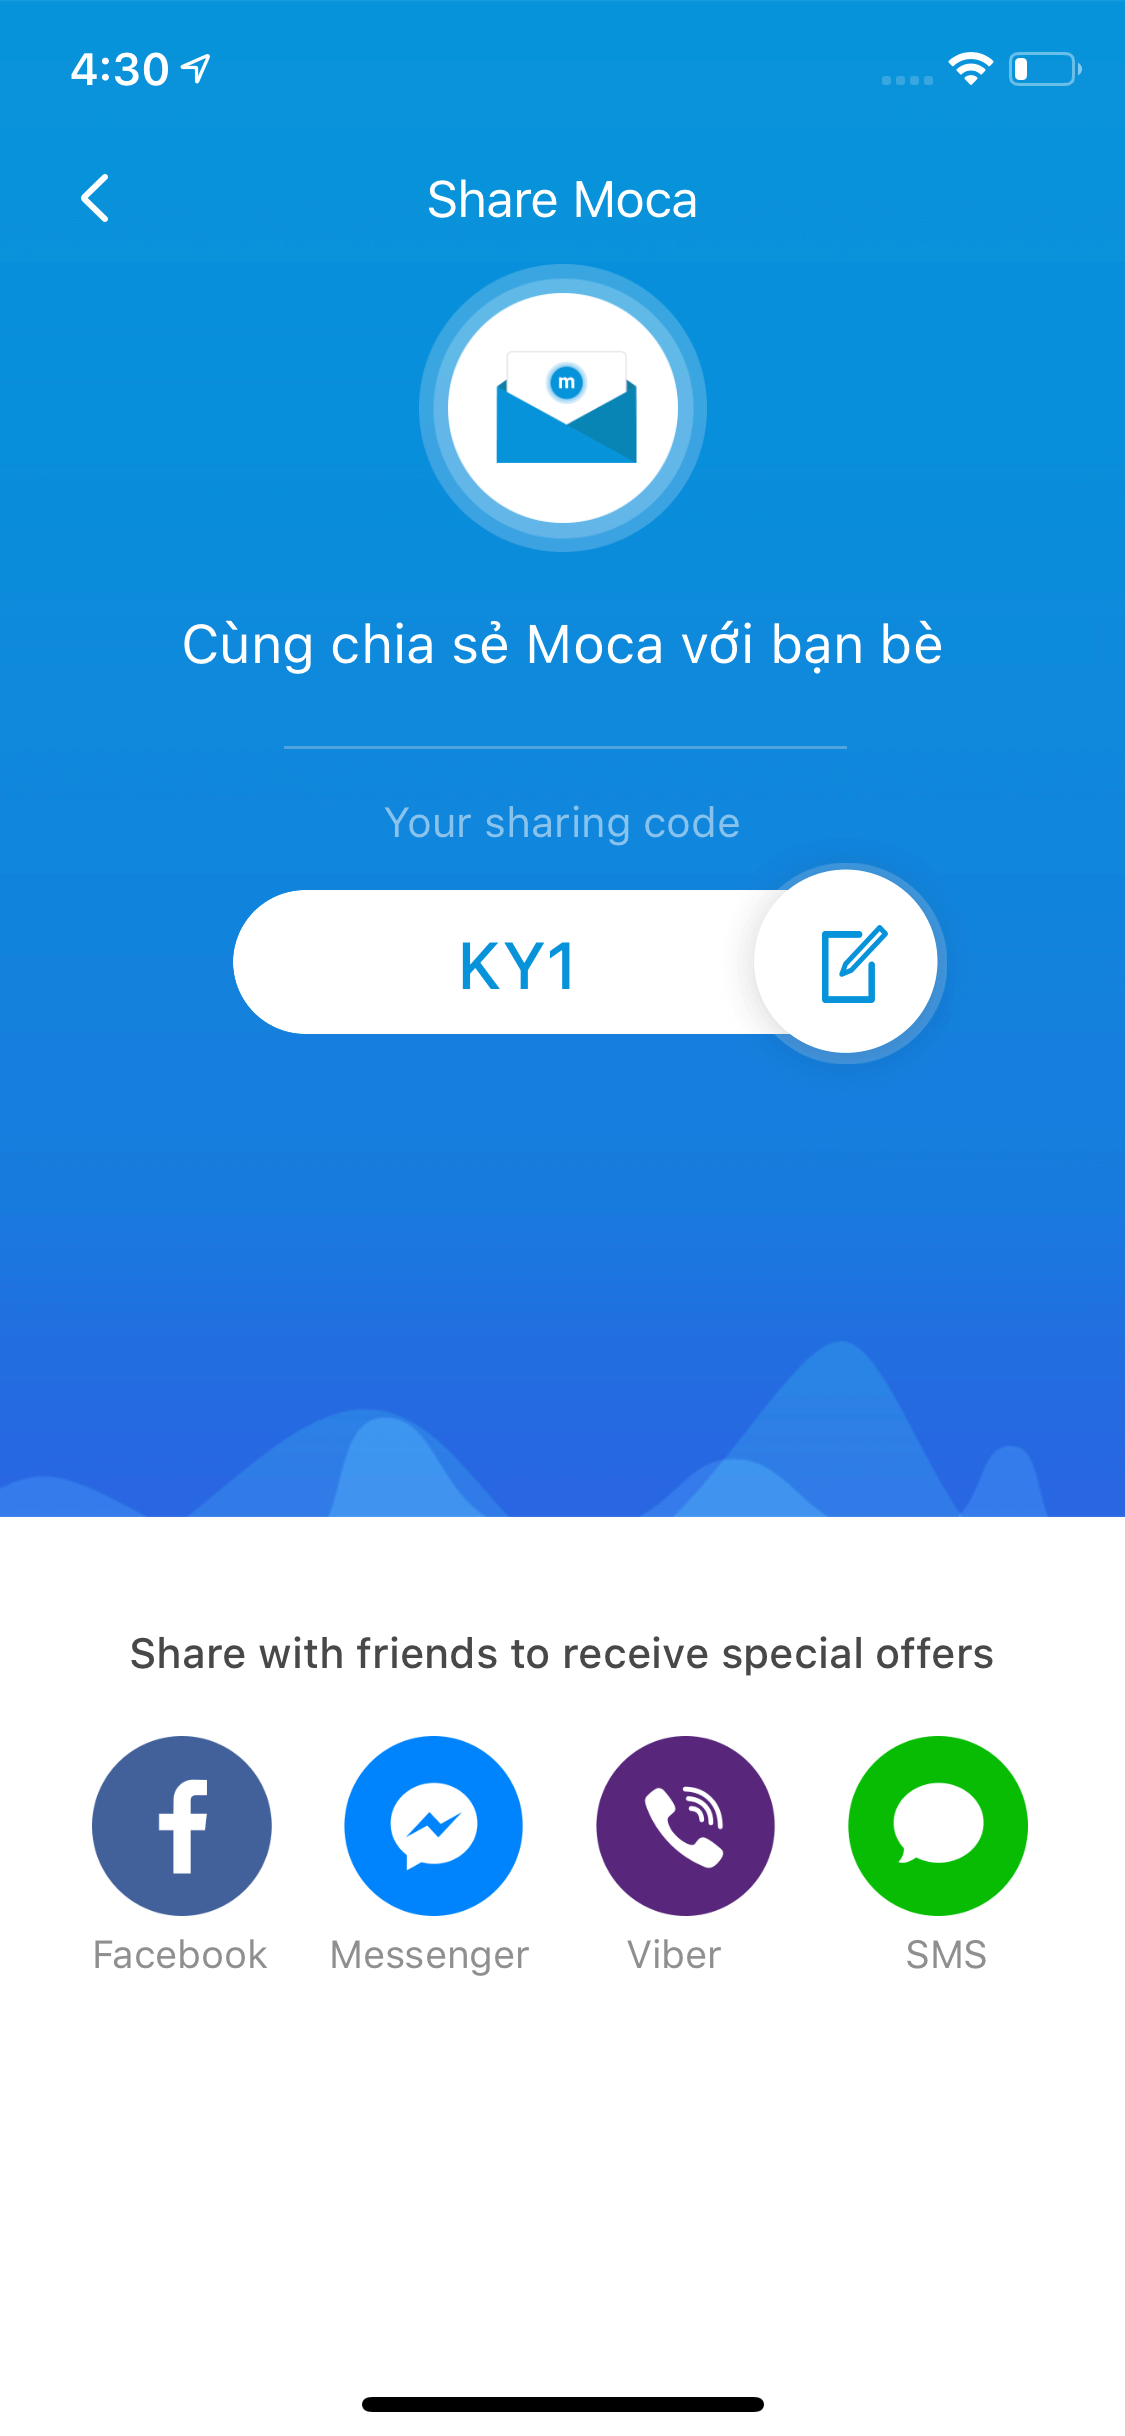 4:30
Share Moca
m
Cùng chia sẻ Moca với bạn bè
Your sharing code
KY1
Share with friends to receive special offers
Facebook Messenger Viber SMS